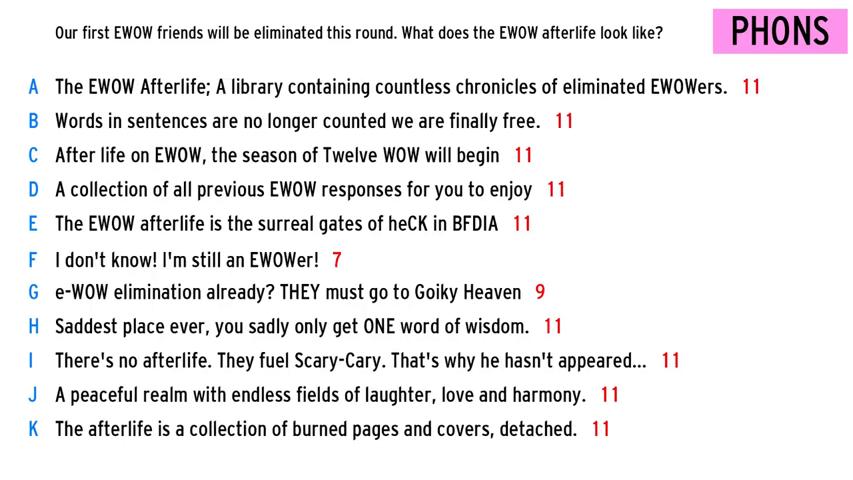 Our first EWOW friends will be eliminated this round. What does the EWOW afterlife look like?
PHONS
A The EWOW Afterlife; A library containing countless chronicles of eliminated EWOWers. 11
B Words in sentences are no longer counted we are finally free. 11
C After life on EWOW, the season of Twelve WOW will begin 11
D A collection of all previous EWOW responses for you to enjoy 11
E The EWOW afterlife is the surreal gates of heCK in BFDIA 11
F I don't know! I'm still an EWOWer! 7
G e-WOW elimination already? THEY must go to Goiky Heaven 9
H Saddest place ever, you sadly only get ONE word of wisdom. 11
I There's no afterlife. They fuel Scary-Cary. That's why he hasn't appeared... 11
J A peaceful realm with endless fields of laughter, love and harmony. 11
K The afterlife is a collection of burned pages and covers, detached. 11